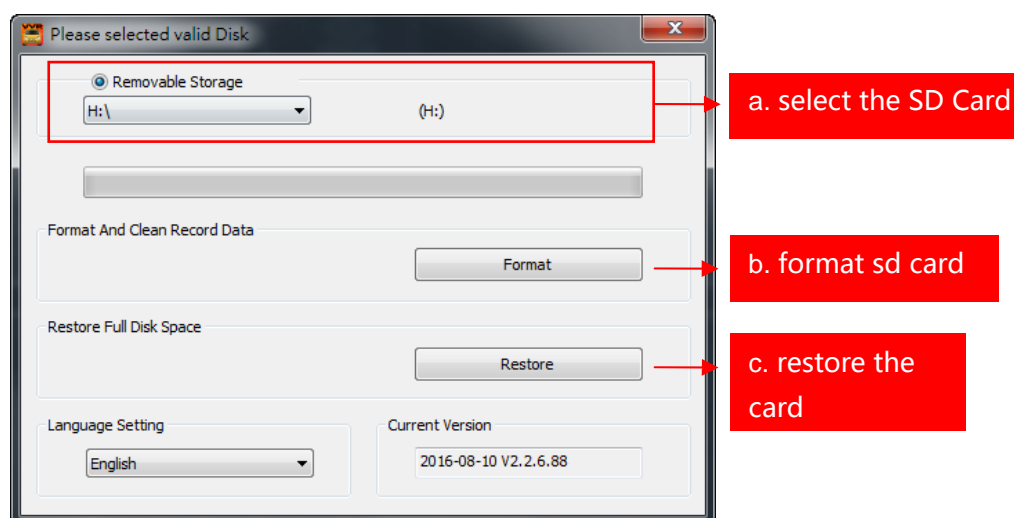 Please selected valid Disk
Removable Storage
H:\
(H:)
a. select the SD Card
Format And Clean Record Data
Format
b. format sd card
Restore Full Disk Space
Restore
c. restore the
card
Language Setting
Current Version
English
2016-08-10 V2.2.6.88